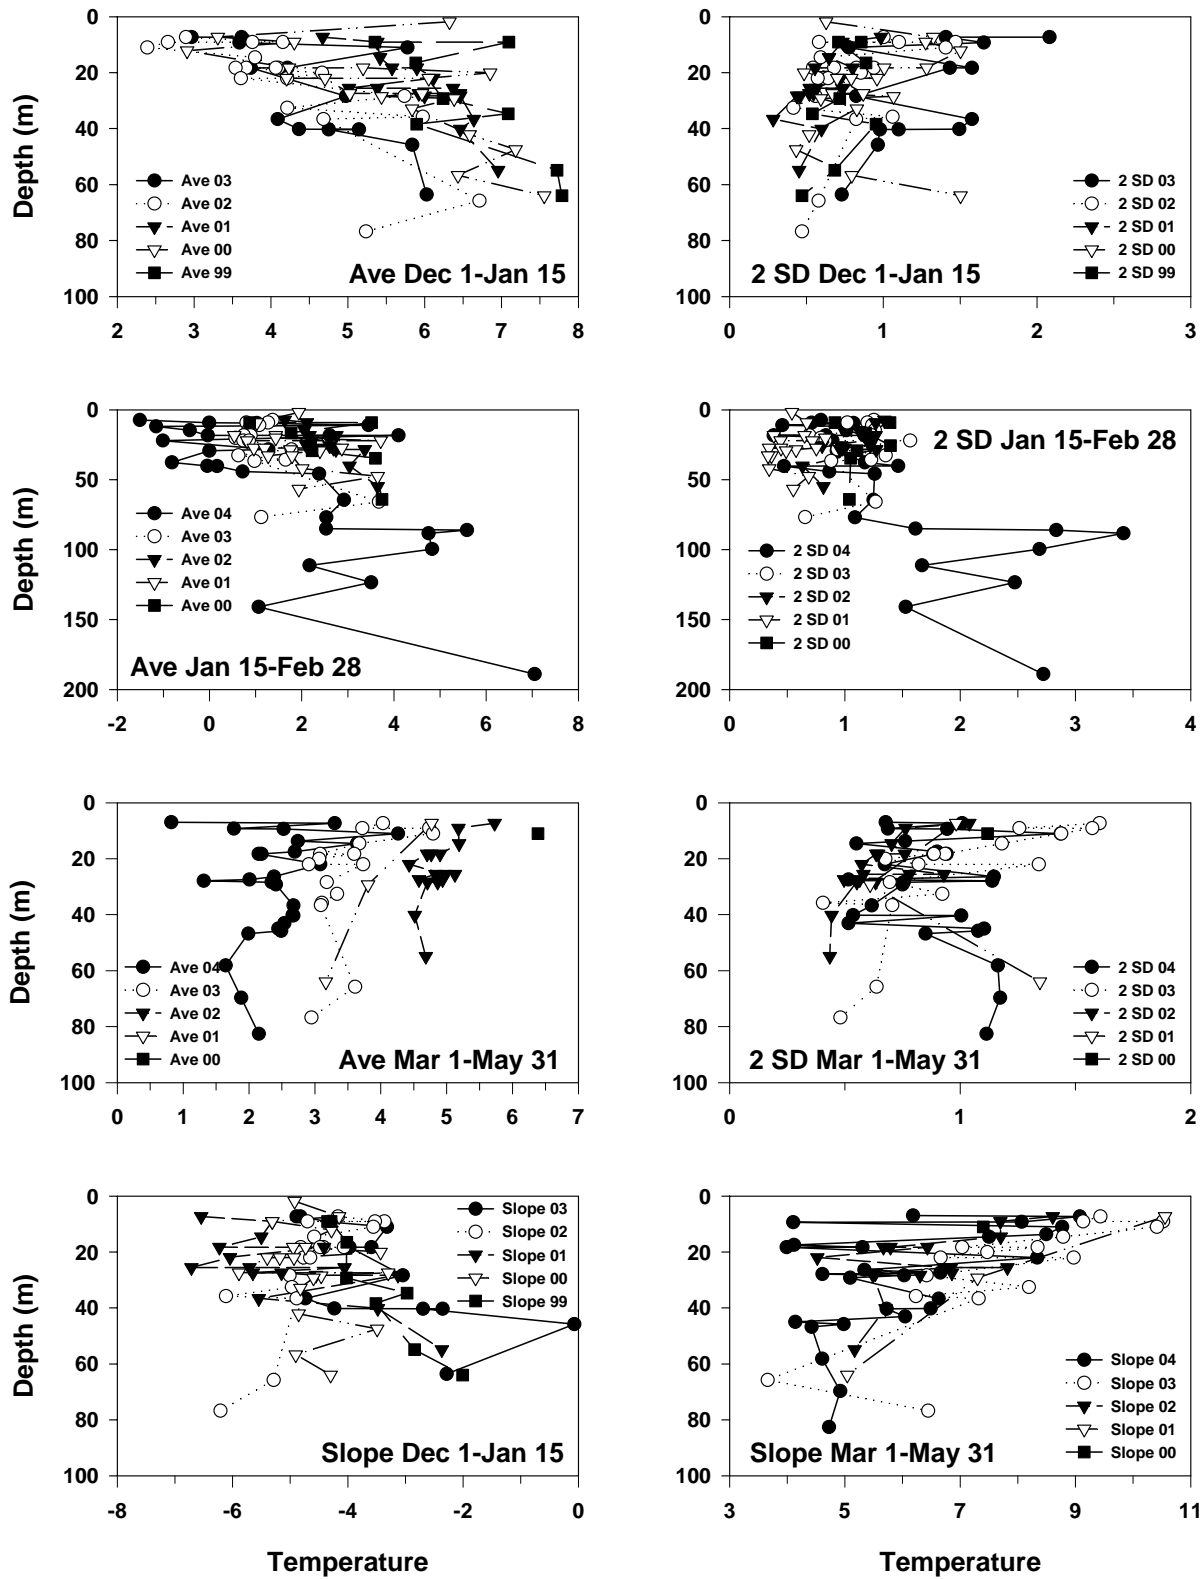 0
20
40
60
80
100
Depth (m)
Ave 03
Ave 02
Ave 01
Ave 00
Ave 99
Ave Dec 1-Jan 15
2 3 4 5 6 7 8
2 SD 03
2 SD 02
2 SD 01
2 SD 00
2 SD 99
2 SD Dec 1-Jan 15
0 1 2 3
0
50
100
150
200
Depth (m)
Ave 04
Ave 03
Ave 02
Ave 01
Ave 00
Ave Jan 15-Feb 28
-2 0 2 4 6 8
0
50
100
150
200
2 SD Jan 15-Feb 28
2 SD 04
2 SD 03
2 SD 02
2 SD 01
2 SD 00
0 1 2 3 4
0
20
40
60
80
100
Depth (m)
Ave 04
Ave 03
Ave 02
Ave 01
Ave 00
Ave Mar 1-May 31
0 1 2 3 4 5 6 7
0
20
40
60
80
100
2 SD 04
2 SD 03
2 SD 02
2 SD 01
2 SD 00
2 SD Mar 1-May 31
0 1 2
0
20
40
60
80
100
Depth (m)
Slope 03
Slope 02
Slope 01
Slope 00
Slope 99
Slope Dec 1-Jan 15
-8 -6 -4 -2 0
Temperature
0
20
40
60
80
100
Slope 04
Slope 03
Slope 02
Slope 01
Slope 00
Slope Mar 1-May 31
3 5 7 9 11
Temperature
0
20
40
60
80
100